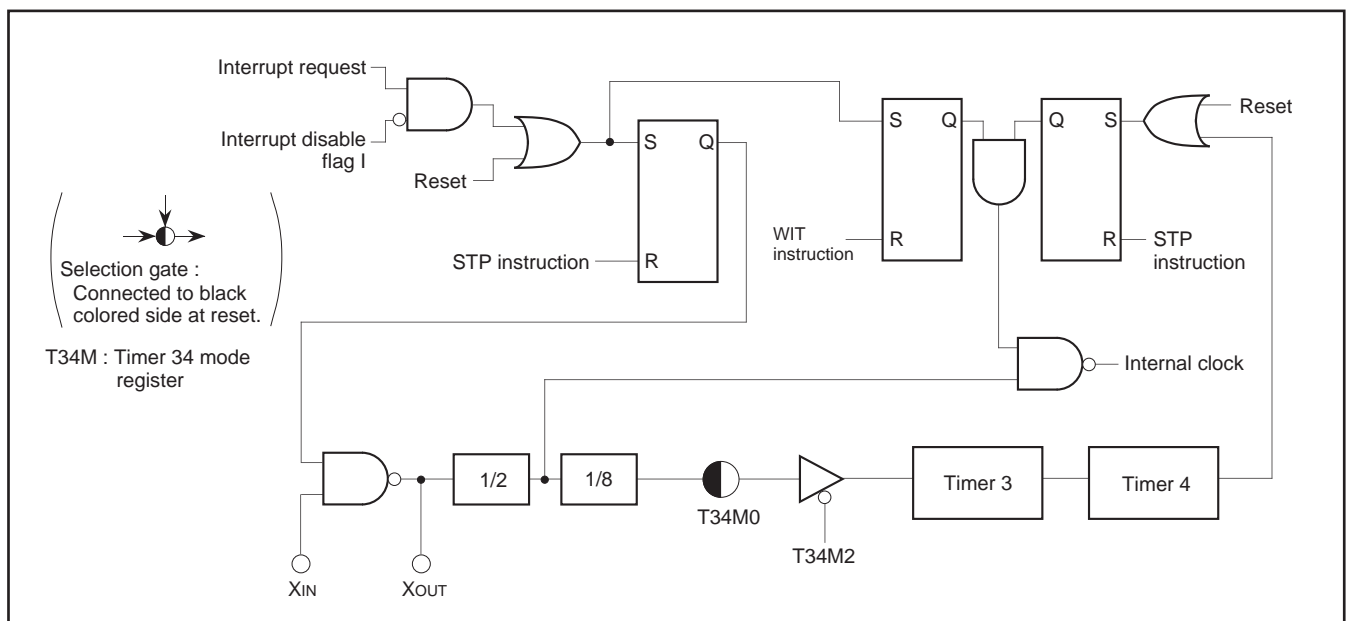 Interrupt request
Interrupt disable
flag I
Reset
S
Q
STP instruction
R
S
Q
WIT
instruction
R
Q
S
Reset
R
STP
instruction
Selection gate :
Connected to black
colored side at reset.
T34M : Timer 34 mode
register
Internal clock
1/2
1/8
T34M0
T34M2
Timer 3
Timer 4
XIN
XOUT